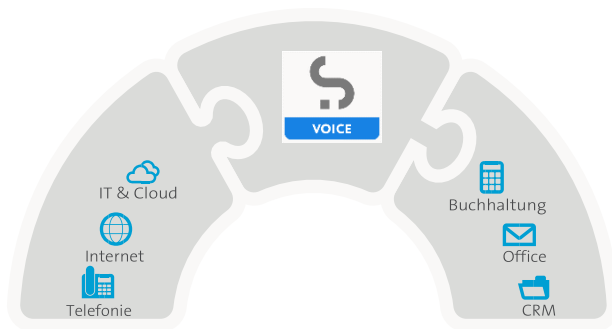 VOICE
IT & Cloud
Internet
Telefonie
Buchhaltung
Office
CRM